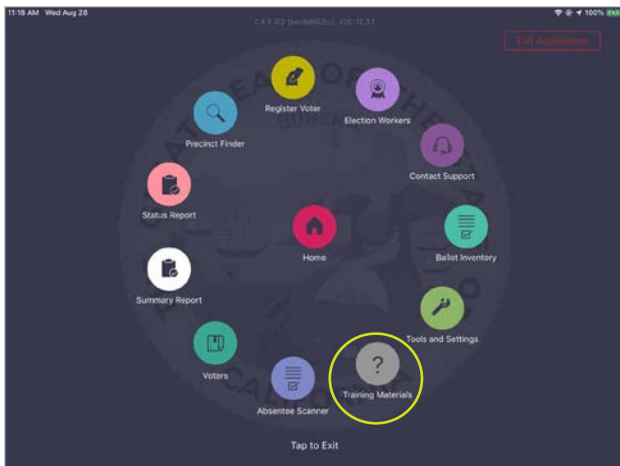 11:18 AM Wed Aug 28
100%
Exit Application
Register Voter
Election Workers
Precinct Finder
Contact Support
Status Report
Home
Ballot Inventory
Summary Report
Tools and Settings
Voters
?
Training Materials
Absentee Scanner
Tap to Exit